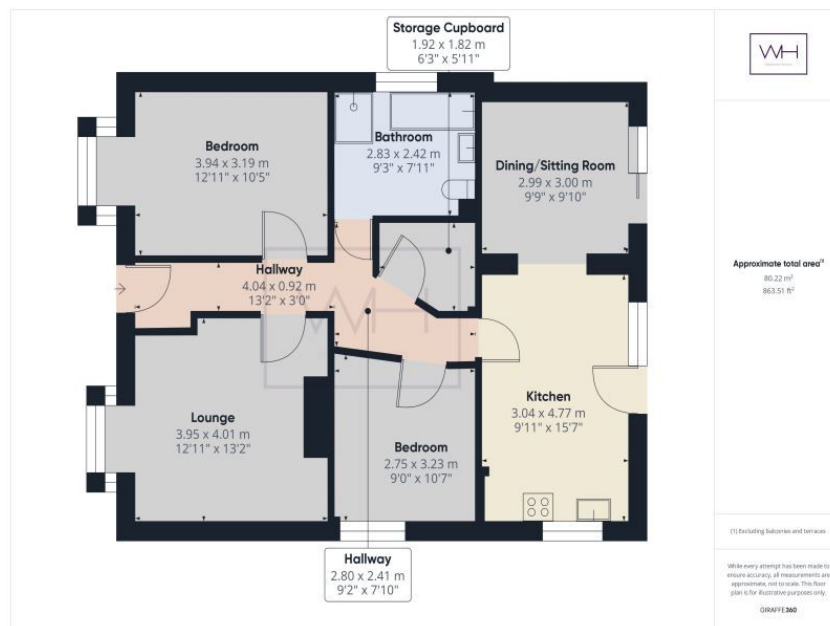 Storage Cupboard
1.92 x 1.82 m
6'3" x 5'11"
Bedroom
3.94 x 3.19 m
12'11" x 10'5"
Bathroom
2.83 x 2.42 m
9'3" x 7'11"
Dining/Sitting Room
2.99 x 3.00 m
9'9" x 9'10"
Hallway
4.04 x 0.92 m
13'2" x 3'0"
Lounge
3.95 x 4.01 m
12'11" x 13'2"
Bedroom
2.75 x 3.23 m
9'0" x 10'7"
Kitchen
3.04 x 4.77 m
9'11" x 15'7"
Hallway
2.80 x 2.41 m
9'2" x 7'10"
WH
WH
Approximate total area(1)
80.22 m²
863.51 ft²
(1) Excluding balconies and terraces
While every attempt has been made to
ensure accuracy, all measurements are
approximate, not to scale. This floor
plan is for illustrative purposes only.
GIRAFFE360